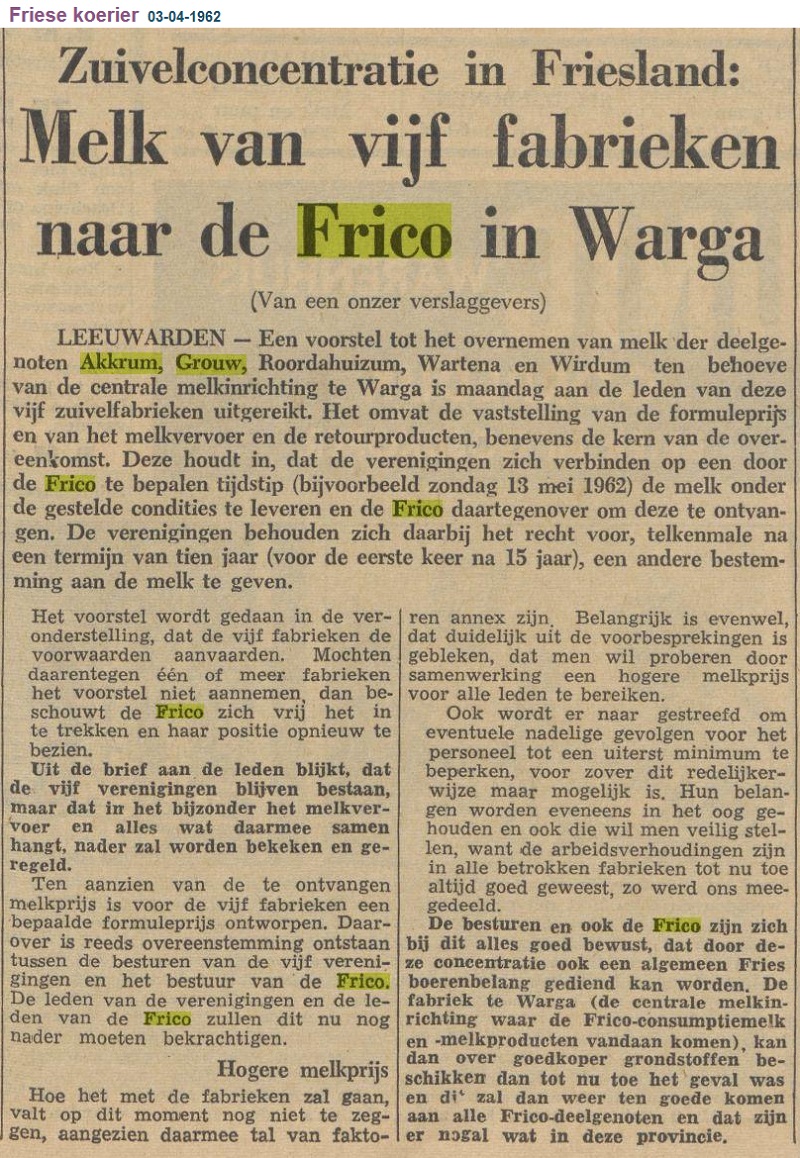 Friese koerier 03-04-1962
Zuivelconcentratie in Friesland:
Melk van vijf fabrieken
naar de Frico in Warga
(Van een onzer verslaggevers)
LEEUWARDEN — Een voorstel tot het overnemen van melk der deelge-
noten Akkrum, Grouw, Roordahuizum, Wartena en Wirdum ten behoeve
van de centrale melkinrichting te Warga is maandag aan de leden van deze
vijf zuivelfabrieken uitgereikt. Het omvat de vaststelling van de formuleprijs
en van het melkvervoer en de retourproducten, benevens de kern van de over-
eenkomst. Deze houdt in, dat de verenigingen zich verbinden op een door
de Frico te bepalen tijdstip (bijvoorbeeld zondag 13 mei 1962) de melk onder
de gestelde condities te leveren en de Frico daartegenover om deze te ontvan-
gen. De verenigingen behouden zich daarbij het recht voor, telkenmale na
een termijn van tien jaar (voor de eerste keer na 15 jaar), een andere bestem-
ming aan de melk te geven.
Het voorstel wordt gedaan in de ver-
onderstelling, dat de vijf fabrieken de
voorwaarden aanvaarden. Mochten
daarentegen één of meer fabrieken
het voorstel niet aannemen, dan be-
schouwt de Frico zich vrij het in
te trekken en haar positie opnieuw te
bezien.
Uit de brief aan de leden blijkt, dat
de vijf verenigingen blijven bestaan,
maar dat in het bijzonder het melkver-
voer en alles wat daarmee samen
hangt, nader zal worden bekeken en ge-
regeld.
Ten aanzien van de te ontvangen
melkprijs is voor de vijf fabrieken een
bepaalde formuleprijs ontworpen. Daar-
over is reeds overeenstemming ontstaan
tussen de besturen van de vijf vereni-
gingen en het bestuur van de Frico.
De leden van de verenigingen en de le-
den van de Frico zullen dit nu nog
nader moeten bekrachtigen.
Hogere melkprijs
Hoe het met de fabrieken zal gaan,
valt op dit moment nog niet te zeg-
gen, aangezien daarmee tal van fakto-
ren annex zijn. Belangrijk is evenwel,
dat duidelijk uit de voorbesprekingen is
gebleken, dat men wil proberen door
samenwerking een hogere melkprijs
voor alle leden te bereiken.
Ook wordt er naar gestreefd om
eventuele nadelige gevolgen voor het
personeel tot een uiterst minimum te
beperken, voor zover dit redelijker-
wijze maar mogelijk is. Hun belan-
gen worden eveneens in het oog ge-
houden en ook die wil men veilig stel-
len, want de arbeidsverhoudingen zijn
in alle betrokken fabrieken tot nu toe
altijd goed geweest, zo werd ons mee-
gedeeld.
De besturen en ook de Frico zijn zich
bij dit alles goed bewust, dat door de-
ze concentratie ook een algemeen Fries
boerenbelang gediend kan worden. De
fabriek te Warga (de centrale melkin-
richting waar de Frico-consumptiemelk
en -melkproducten vandaan komen), kan
dan over goedkoper grondstoffen be-
schikken dan tot nu toe het geval was
en dit zal dan weer ten goede komen
aan alle Frico-deelgenoten en dat zijn
er nogal wat in deze provincie.